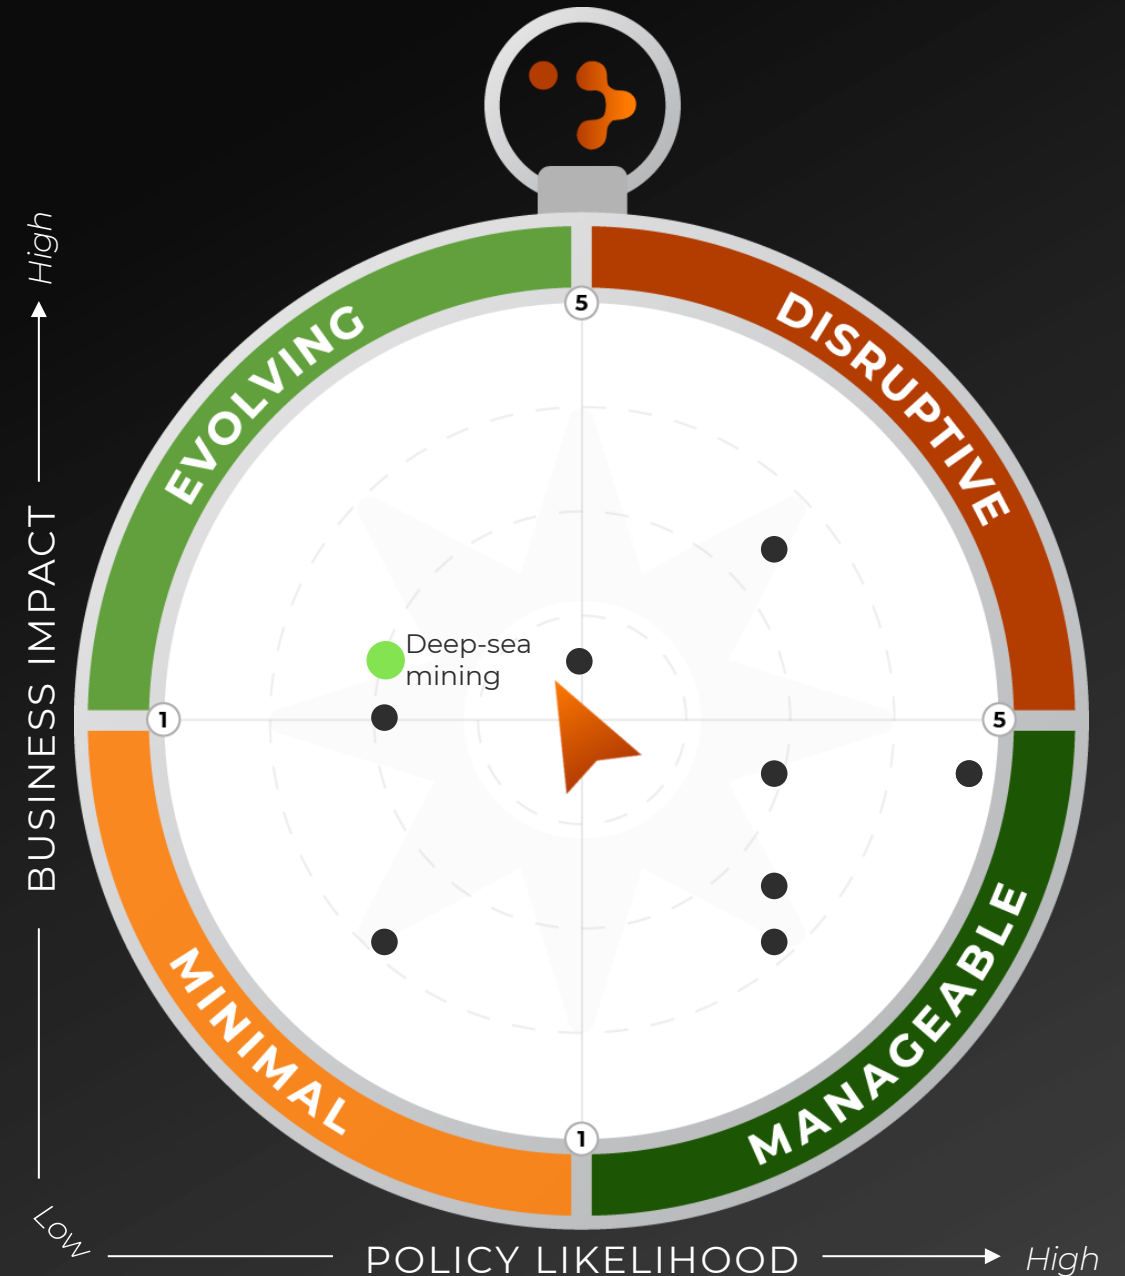 High
BUSINESS IMPACT
Low
POLICY LIKELIHOOD
High
EVOLVING
DISRUPTIVE
5
Deep-sea
mining
1
5
MINIMAL
MANAGEABLE
1